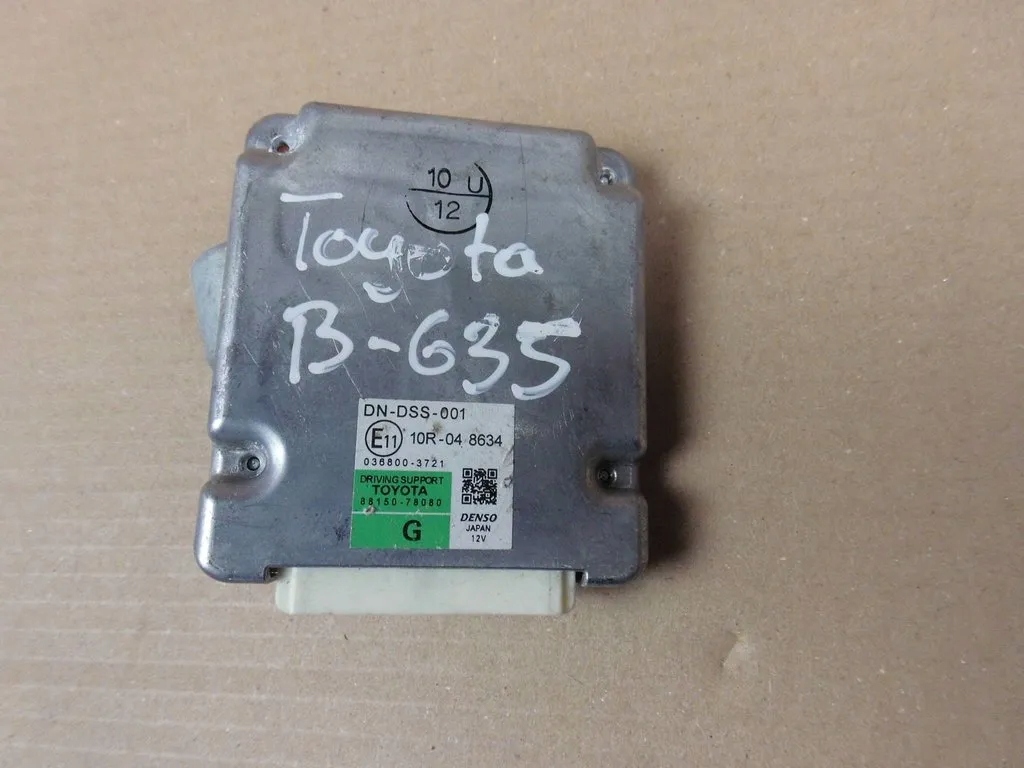 10 U
12
Toyota
B-G35
DN-DSS-001
E11 10R-04 8634
036800-3721
DRIVING SUPPORT
TOYOTA
88150-78080
G
DENSO
JAPAN
12V